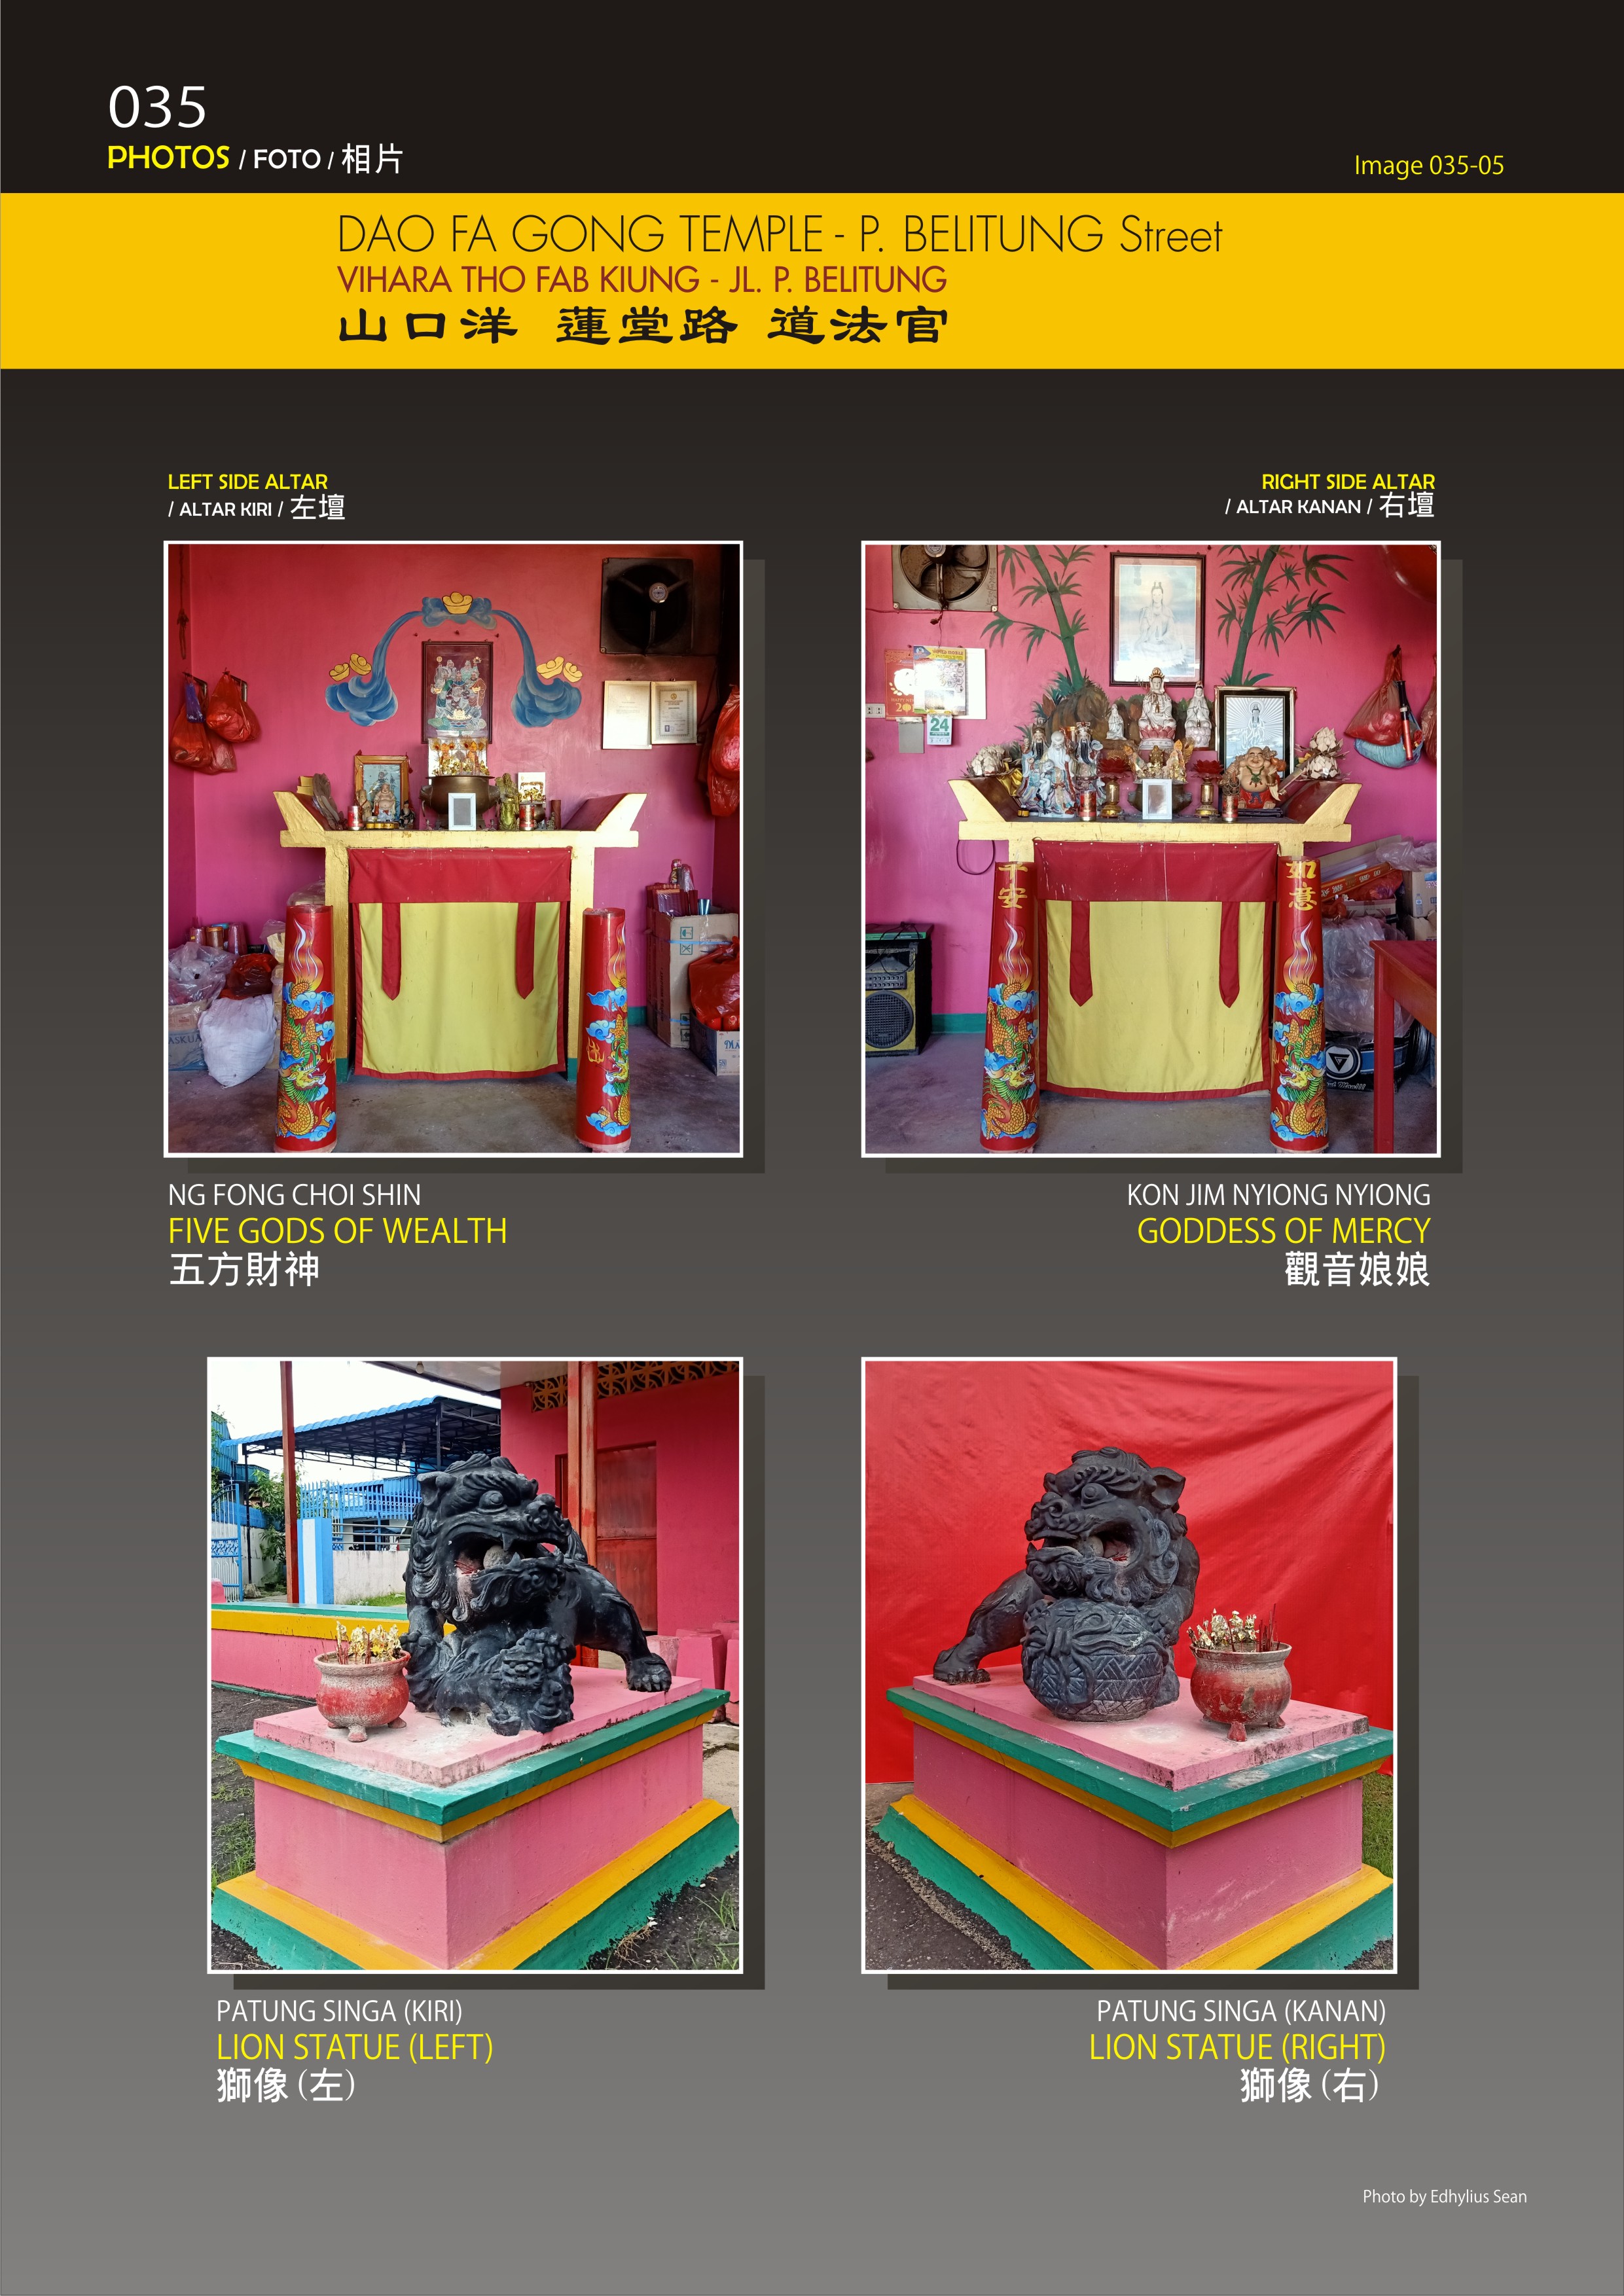 035
PHOTOS / FOTO / 相片
Image 035-05
DAO FA GONG TEMPLE - P. BELITUNG Street
VIHARA THO FAB KIUNG - JL. P. BELITUNG
山口洋 蓮堂路 道法官
LEFT SIDE ALTAR
/ ALTAR KIRI / 左壇
RIGHT SIDE ALTAR
/ ALTAR KANAN / 右壇
24
如意
安
NG FONG CHOI SHIN
FIVE GODS OF WEALTH
五方財神
KON JIM NYIONG NYIONG
GODDESS OF MERCY
觀音娘娘
PATUNG SINGA (KIRI)
LION STATUE (LEFT)
獅像 (左)
PATUNG SINGA (KANAN)
LION STATUE (RIGHT)
獅像 (右)
Photo by Edhylius Sean